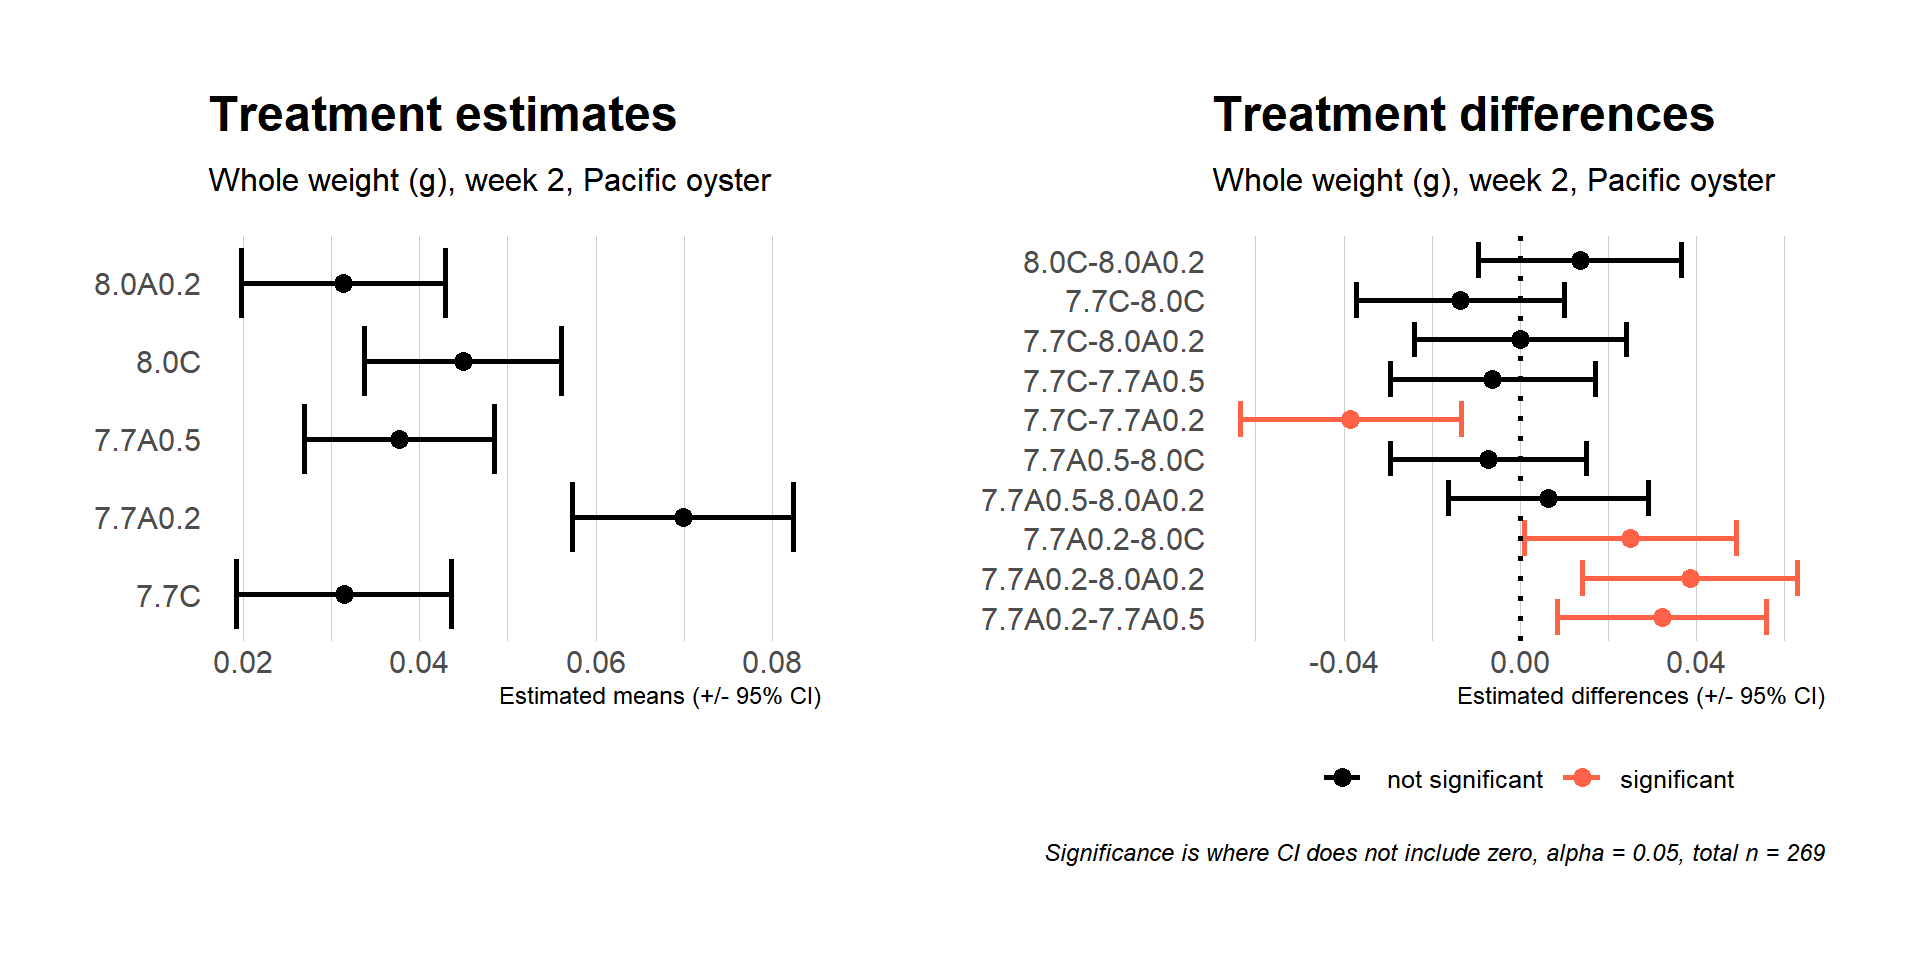 Treatment estimates
Whole weight (g), week 2, Pacific oyster
8.0A0.2
8.0C
7.7A0.5
7.7A0.2
7.7C
0.02 0.04 0.06 0.08
Estimated means (+/- 95% CI)
Treatment differences
Whole weight (g), week 2, Pacific oyster
8.0C-8.0A0.2
7.7C-8.0C
7.7C-8.0A0.2
7.7C-7.7A0.5
7.7C-7.7A0.2
7.7A0.5-8.0C
7.7A0.5-8.0A0.2
7.7A0.2-8.0C
7.7A0.2-8.0A0.2
7.7A0.2-7.7A0.5
-0.04 0.00 0.04
Estimated differences (+/- 95% CI)
not significant significant
Significance is where CI does not include zero, alpha = 0.05, total n = 269